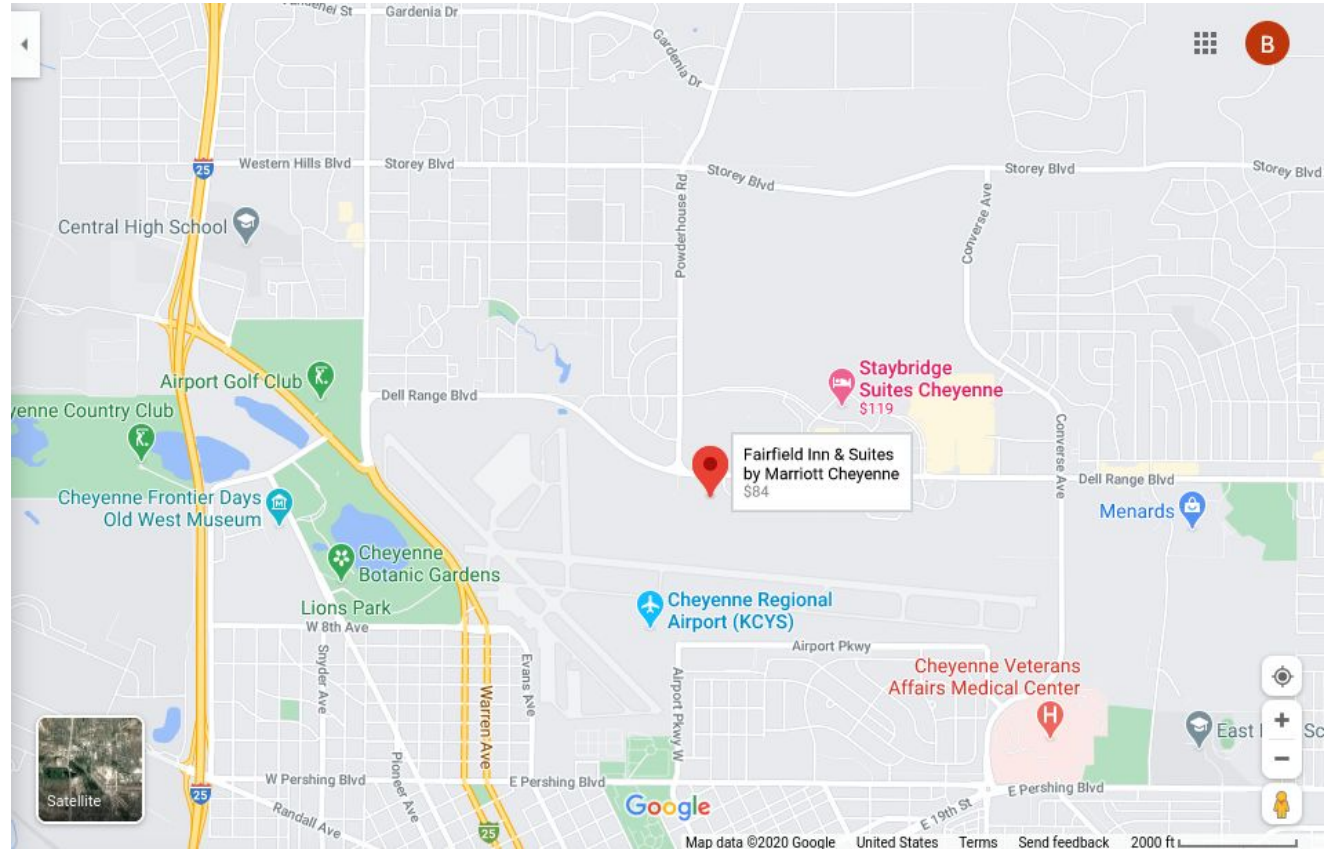 Gardenia Dr
Gardenia Dr
B
25
Western Hills Blvd
Storey Blvd
Storey Blvd
Storey Blvd
Storey Blvd
Central High School
Powderhouse Rd
Converse Ave
Airport Golf Club
Dell Range Blvd
Staybridge
Suites Cheyenne
$119
yenne Country Club
Fairfield Inn & Suites
by Marriott Cheyenne
$84
Converse Ave
Dell Range Blvd
Cheyenne Frontier Days
Old West Museum
Menards
Cheyenne
Botanic Gardens
Lions Park
Cheyenne Regional
Airport (KCYS)
W 8th Ave
Snyder Ave
Evans Ave
Warren Ave
Airport Pkwy
Airport Pkwy W
Cheyenne Veterans
Affairs Medical Center
H
East
Sc
Satellite
25
W Pershing Blvd
Pioneer Ave
E Pershing Blvd
E Pershing Blvd
Randall Ave
25
E 19th St
Google
Map data ©2020 Google
United States
Terms
Send feedback
2000 ft